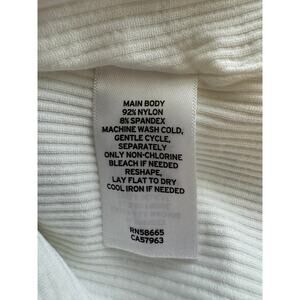 MAIN BODY
92% NYLON
8% SPANDEX
MACHINE WASH COLD,
GENTLE CYCLE,
SEPARATELY
ONLY NON-CHLORINE
BLEACH IF NEEDED
RESHAPE,
LAY FLAT TO DRY
COOL IRON IF NEEDED
RN58665
CA57963